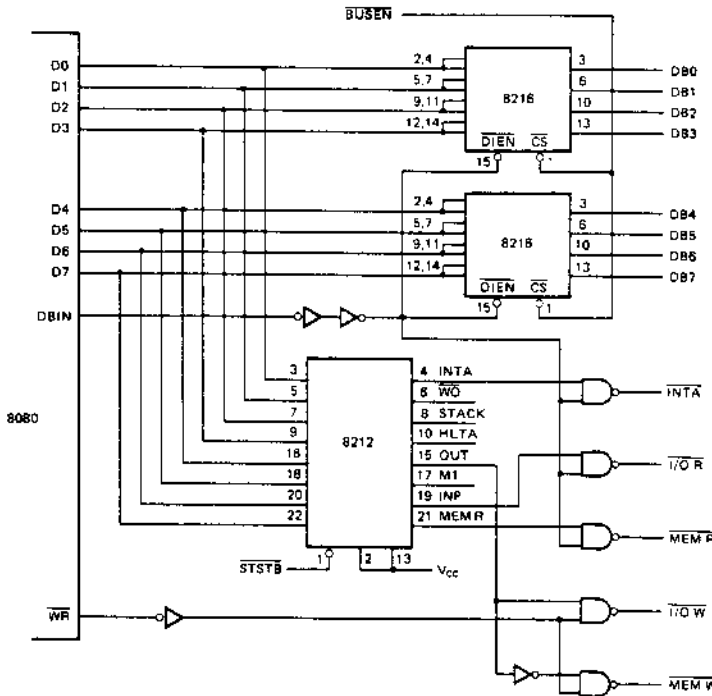 BUSEN
D0
D1
D2
D3
2,4
5,7
9,11
12,14
8216
DIEN CS
15 1
3
6
10
13
DB0
DB1
DB2
DB3
D4
D5
D6
D7
2,4
5,7
9,11
12,14
8216
DIEN CS
15 1
3
6
10
13
DB4
DB5
DB6
DB7
DBIN
8080
3
5
7
9
16
18
20
22
8212
4 INTA
6 WO
8 STACK
10 HLTA
15 OUT
17 M1
19 INP
21 MEMR
STSTB
1 2 13
Vcc
INTA
I/O R
MEM R
WR
I/O W
MEM W